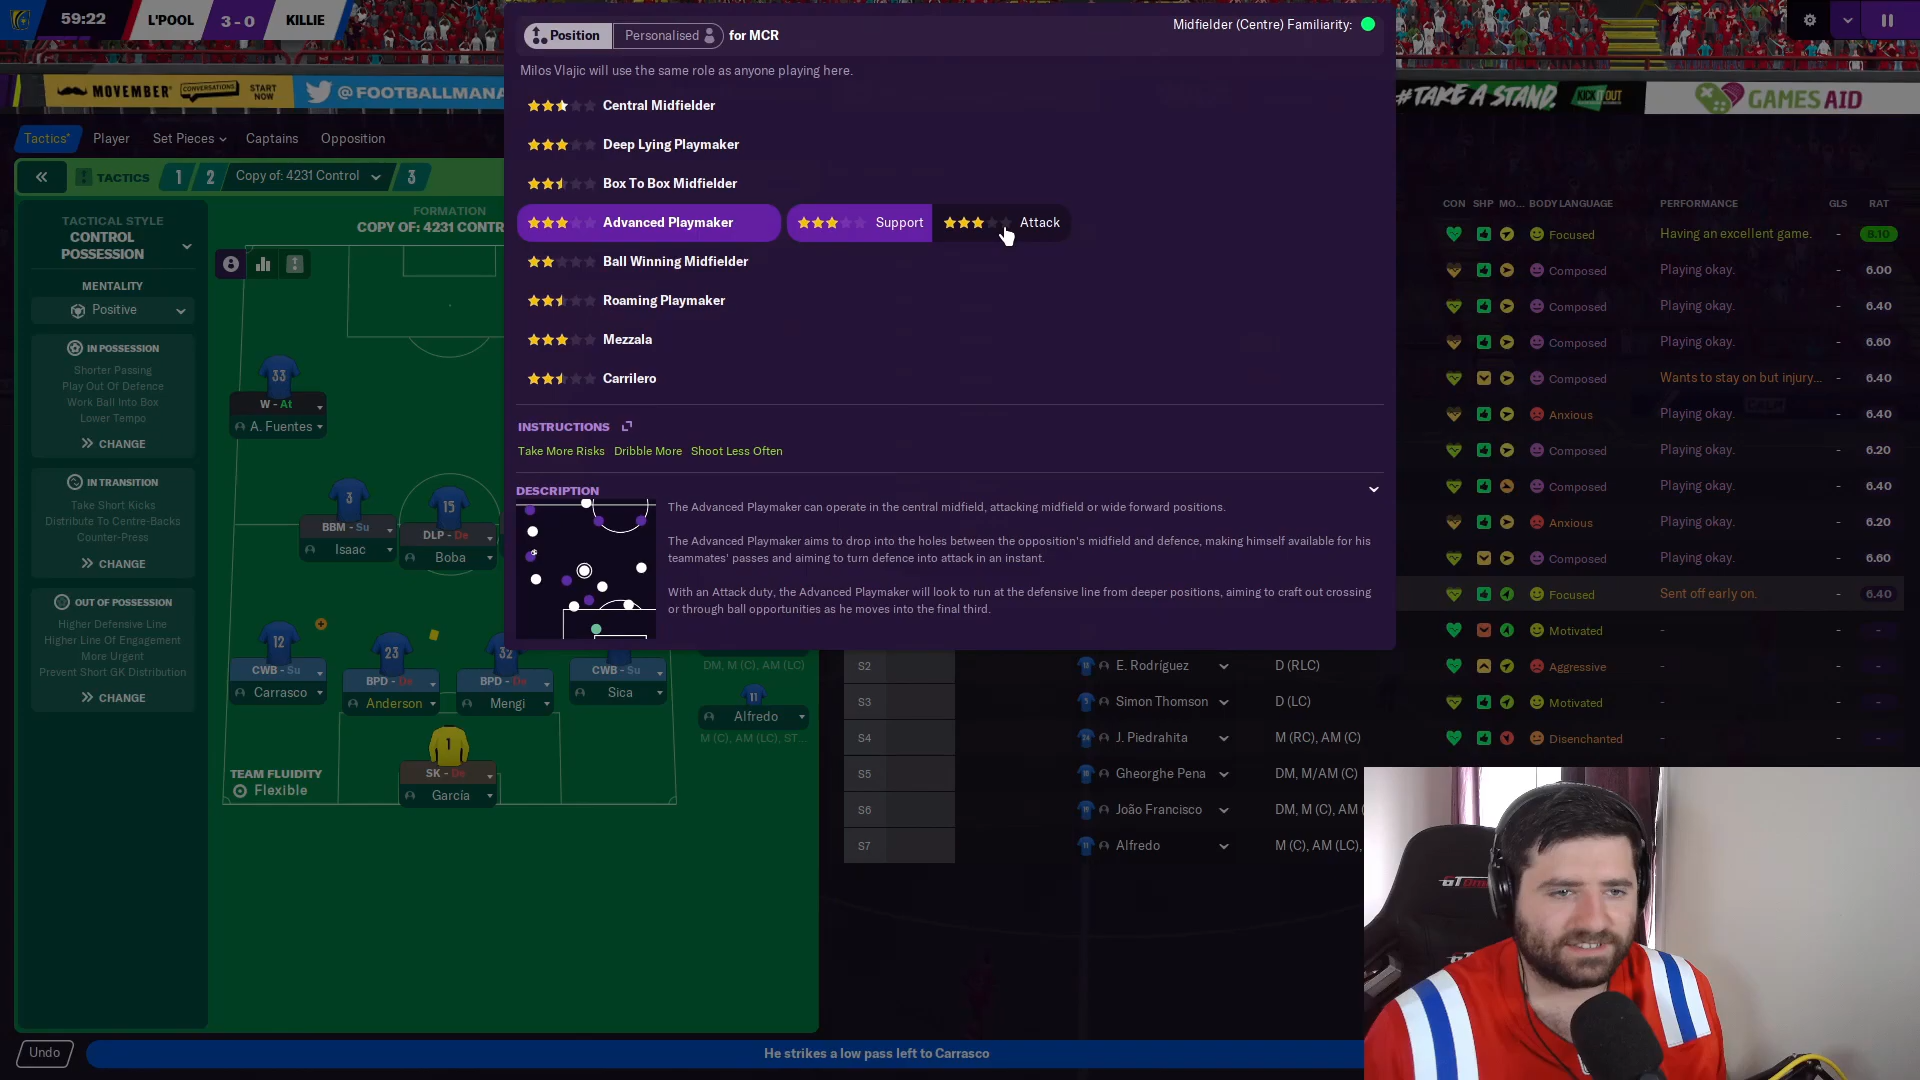 59:22 L'POOL 3 - 0 KILLIE
MOVEMBER CONVERSATIONS START NOW @FOOTBALLMANA
#TAKE A STAND. KICK IT OUT GAMES AID
Position Personalised for MCR
Midfielder (Centre) Familiarity:
Milos Vlajic will use the same role as anyone playing here.
Central Midfielder
Deep Lying Playmaker
Box To Box Midfielder
Advanced Playmaker Support Attack
Ball Winning Midfielder
Roaming Playmaker
Mezzala
Carrilero
INSTRUCTIONS
Take More Risks Dribble More Shoot Less Often
DESCRIPTION
The Advanced Playmaker can operate in the central midfield, attacking midfield or wide forward positions.
The Advanced Playmaker aims to drop into the holes between the opposition's midfield and defence, making himself available for his
teammates' passes and aiming to turn defence into attack in an instant.
With an Attack duty, the Advanced Playmaker will look to run at the defensive line from deeper positions, aiming to craft out crossing
or through ball opportunities as he moves into the final third.
Tactics* Player Set Pieces Captains Opposition
TACTICS 1 2 Copy of: 4231 Control 3
TACTICAL STYLE
CONTROL
POSSESSION
MENTALITY
Positive
IN POSSESSION
Shorter Passing
Play Out Of Defence
Work Ball Into Box
Lower Tempo
CHANGE
IN TRANSITION
Take Short Kicks
Distribute To Centre-Backs
Counter-Press
CHANGE
OUT OF POSSESSION
Higher Defensive Line
Higher Line Of Engagement
More Urgent
Prevent Short GK Distribution
CHANGE
FORMATION
COPY OF: 4231 CONTR
33
W - At
A. Fuentes
3
BBM - Su
Isaac
15
DLP - De
Boba
12
CWB - Su
Carrasco
23
BPD - De
Anderson
32
BPD - De
Mengi
CWB - Su
Sica
1
SK - De
García
TEAM FLUIDITY
Flexible
DM, M (C), AM (LC)
11
Alfredo
M (C), AM (LC), ST...
S2 E. Rodríguez D (RLC)
S3 Simon Thomson D (LC)
S4 J. Piedrahita M (RC), AM (C)
S5 Gheorghe Pena DM, M/AM (C)
S6 João Francisco DM, M (C), AM (
S7 Alfredo M (C), AM (LC),
CON SHP MO... BODY LANGUAGE PERFORMANCE GLS RAT
Focused Having an excellent game. - 8.10
Composed Playing okay. - 6.00
Composed Playing okay. - 6.40
Composed Playing okay. - 6.60
Composed Wants to stay on but injury... - 6.40
Anxious Playing okay. - 6.40
Composed Playing okay. - 6.20
Composed Playing okay. - 6.40
Anxious Playing okay. - 6.20
Composed Playing okay. - 6.60
Focused Sent off early on. - 6.40
Motivated - - -
Aggressive - - -
Motivated - - -
Disenchanted - - -
Undo
He strikes a low pass left to Carrasco